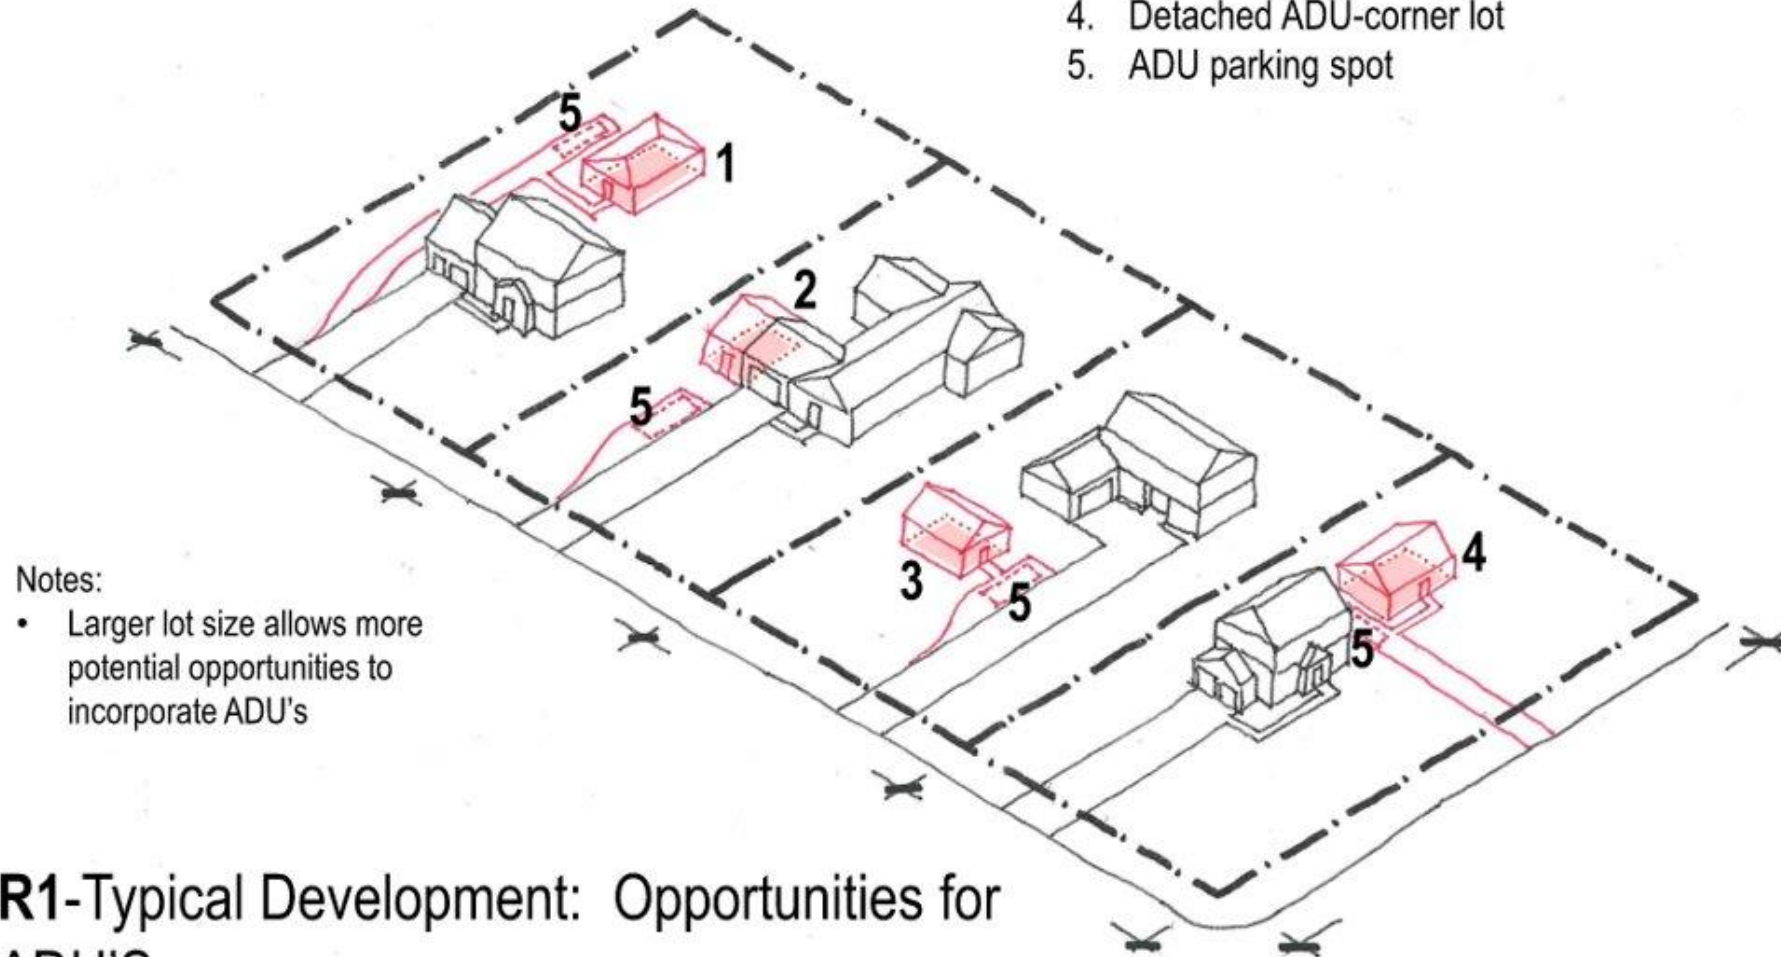 4. Detached ADU-corner lot
5. ADU parking spot
5
1
2
5
3
5
4
5
Notes:
• Larger lot size allows more
potential opportunities to
incorporate ADU’s
R1-Typical Development: Opportunities for
ADU'S